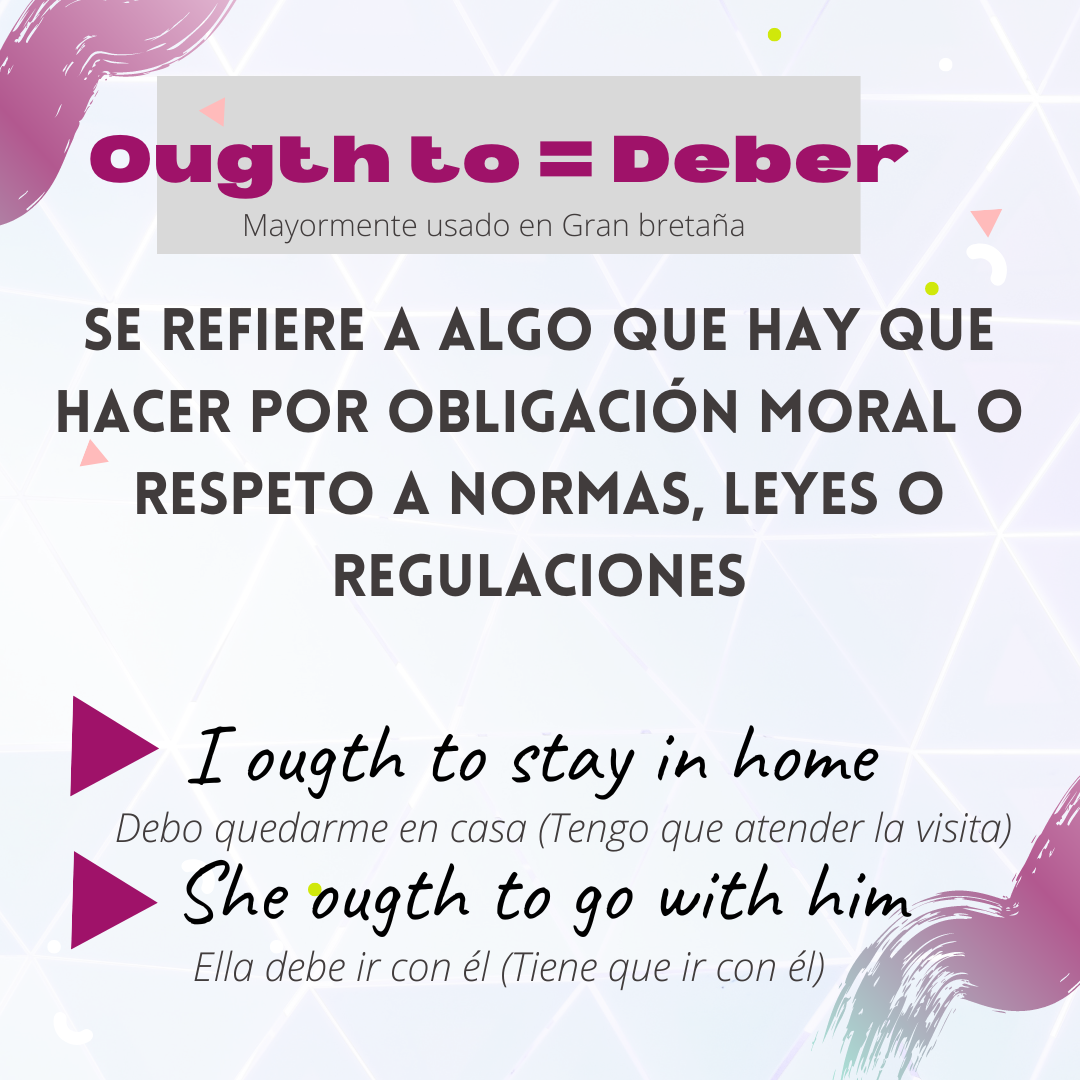 Ougth to = Deber
Mayormente usado en Gran bretaña
SE REFIERE A ALGO QUE HAY QUE
HACER POR OBLIGACIÓN MORAL O
RESPETO A NORMAS, LEYES O
REGULACIONES
I ougth to stay in home
Debo quedarme en casa (Tengo que atender la visita)
She ougth to go with him
Ella debe ir con él (Tiene que ir con él)